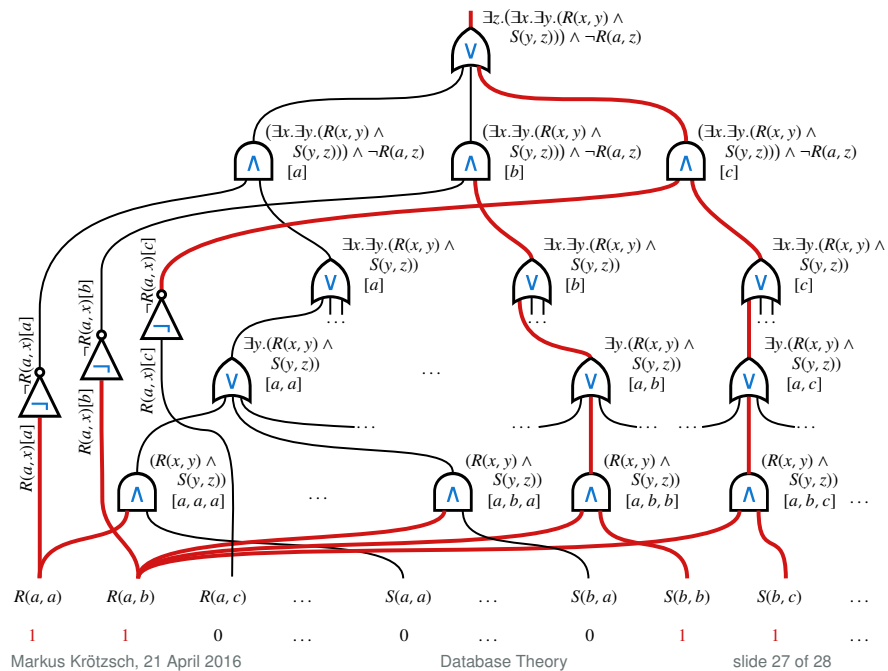 ∃z.(∃x.∃y.(R(x, y) ∧
S(y, z))) ∧ ¬R(a, z)
∨
(∃x.∃y.(R(x, y) ∧
S(y, z))) ∧ ¬R(a, z)
[a]
(∃x.∃y.(R(x, y) ∧
S(y, z))) ∧ ¬R(a, z)
[b]
(∃x.∃y.(R(x, y) ∧
S(y, z))) ∧ ¬R(a, z)
[c]
∧ ∧ ∧
∃x.∃y.(R(x, y) ∧
S(y, z))
[a]
∃x.∃y.(R(x, y) ∧
S(y, z))
[b]
∃x.∃y.(R(x, y) ∧
S(y, z))
[c]
∨ ∨ ∨
... ... ...
¬R(a, x)[a]
¬R(a, x)[b]
¬R(a, x)[c]
¬ ¬ ¬
R(a, x)[a]
R(a, x)[b]
R(a, x)[c]
∃y.(R(x, y) ∧
S(y, z))
[a, a]
...
∃y.(R(x, y) ∧
S(y, z))
[a, b]
∃y.(R(x, y) ∧
S(y, z))
[a, c]
∨ ∨ ∨
... ... ... ... ...
(R(x, y) ∧
S(y, z))
[a, a, a]
...
(R(x, y) ∧
S(y, z))
[a, b, a]
(R(x, y) ∧
S(y, z))
[a, b, b]
(R(x, y) ∧
S(y, z))
[a, b, c]
...
∧ ∧ ∧ ∧
R(a, a) R(a, b) R(a, c) ... S(a, a) ... S(b, a) S(b, b) S(b, c) ...
1 1 0 ... 0 ... 0 1 1 ...
Markus Krötzsch, 21 April 2016 Database Theory slide 27 of 28